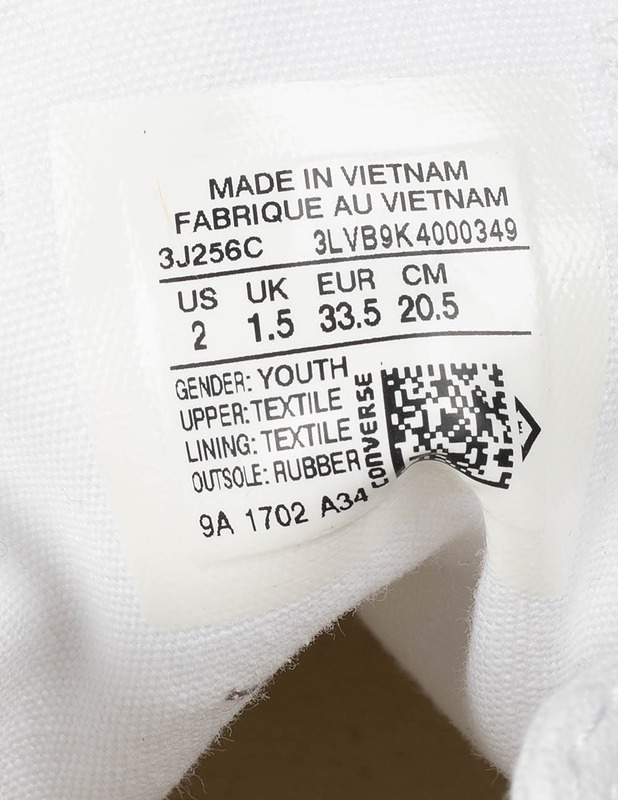 MADE IN VIETNAM
FABRIQUE AU VIETNAM
3J256C 3LVB9K4000349
US UK EUR CM
2 1.5 33.5 20.5
GENDER: YOUTH
UPPER: TEXTILE
LINING: TEXTILE
OUTSOLE: RUBBER
CONVERSE
9A 1702 A34